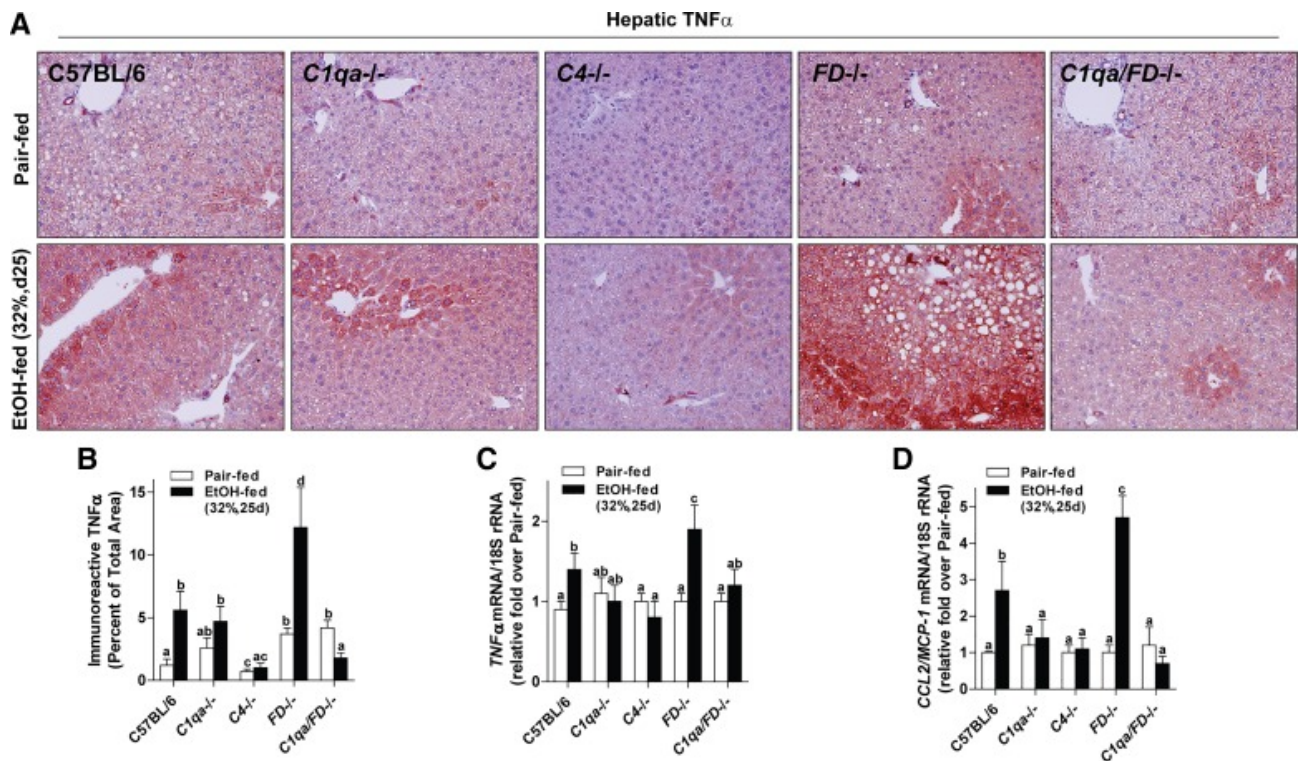 Hepatic TNFα
A
C57BL/6
C1qa-/-
C4-/-
FD-/-
C1qa/FD-/-
Pair-fed
EtOH-fed (32%,d25)
B
Pair-fed
EtOH-fed
(32%,25d)
Immunoreactive TNFα
(Percent of Total Area)
15
10
5
0
a
b
ab
b
c
ac
b
d
b
a
C57BL/6
C1qa-/-
C4-/-
FD-/-
C1qa/FD-/-
C
Pair-fed
EtOH-fed
(32%,25d)
TNFα mRNA/18S rRNA
(relative fold over Pair-fed)
2
1
0
a
b
ab
ab
a
a
a
c
a
ab
C57BL/6
C1qa-/-
C4-/-
FD-/-
C1qa/FD-/-
D
Pair-fed
EtOH-fed
(32%,25d)
CCL2/MCP-1 mRNA/18S rRNA
(relative fold over Pair-fed)
5
4
3
2
1
0
a
b
a
a
a
a
a
c
a
a
C57BL/6
C1qa-/-
C4-/-
FD-/-
C1qa/FD-/-